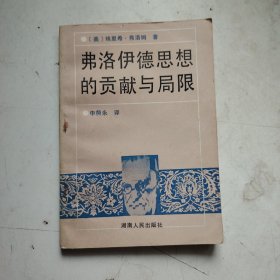 （美）埃里希·弗洛姆 著
弗洛伊德思想
的贡献与局限
申荷永 译
湖南人民出版社